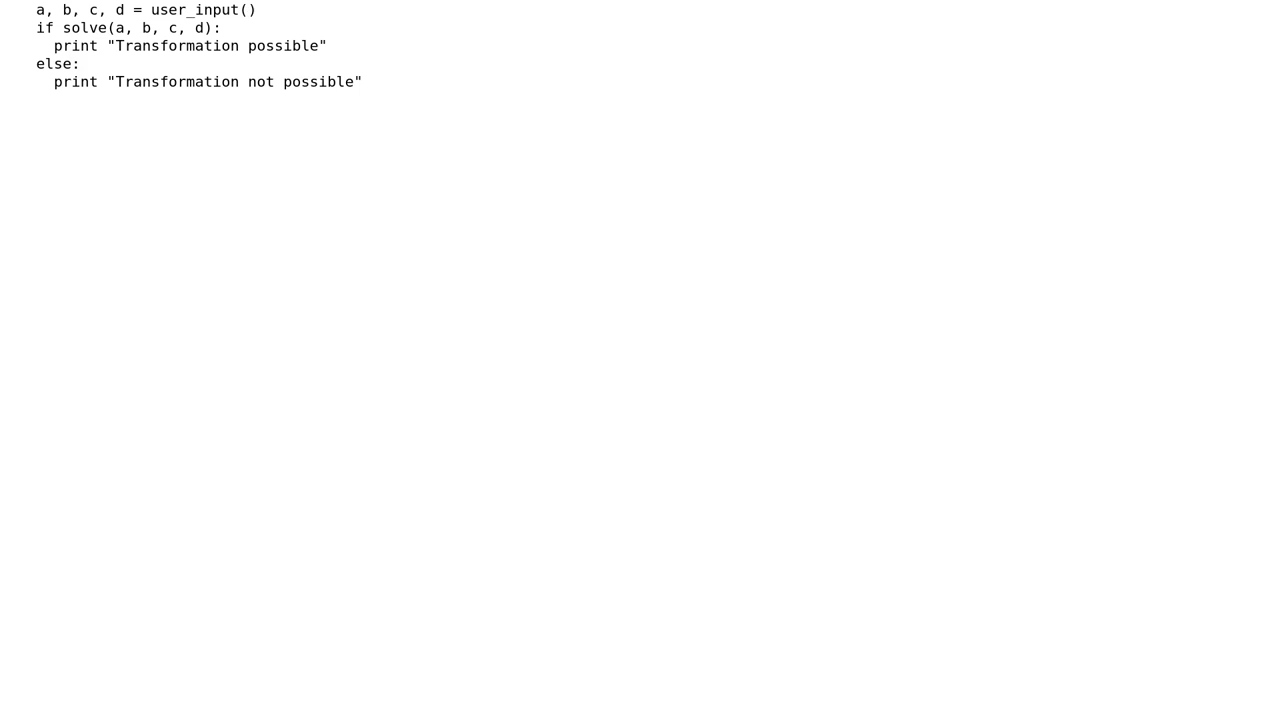 a, b, c, d = user_input()
if solve(a, b, c, d):
  print "Transformation possible"
else:
  print "Transformation not possible"